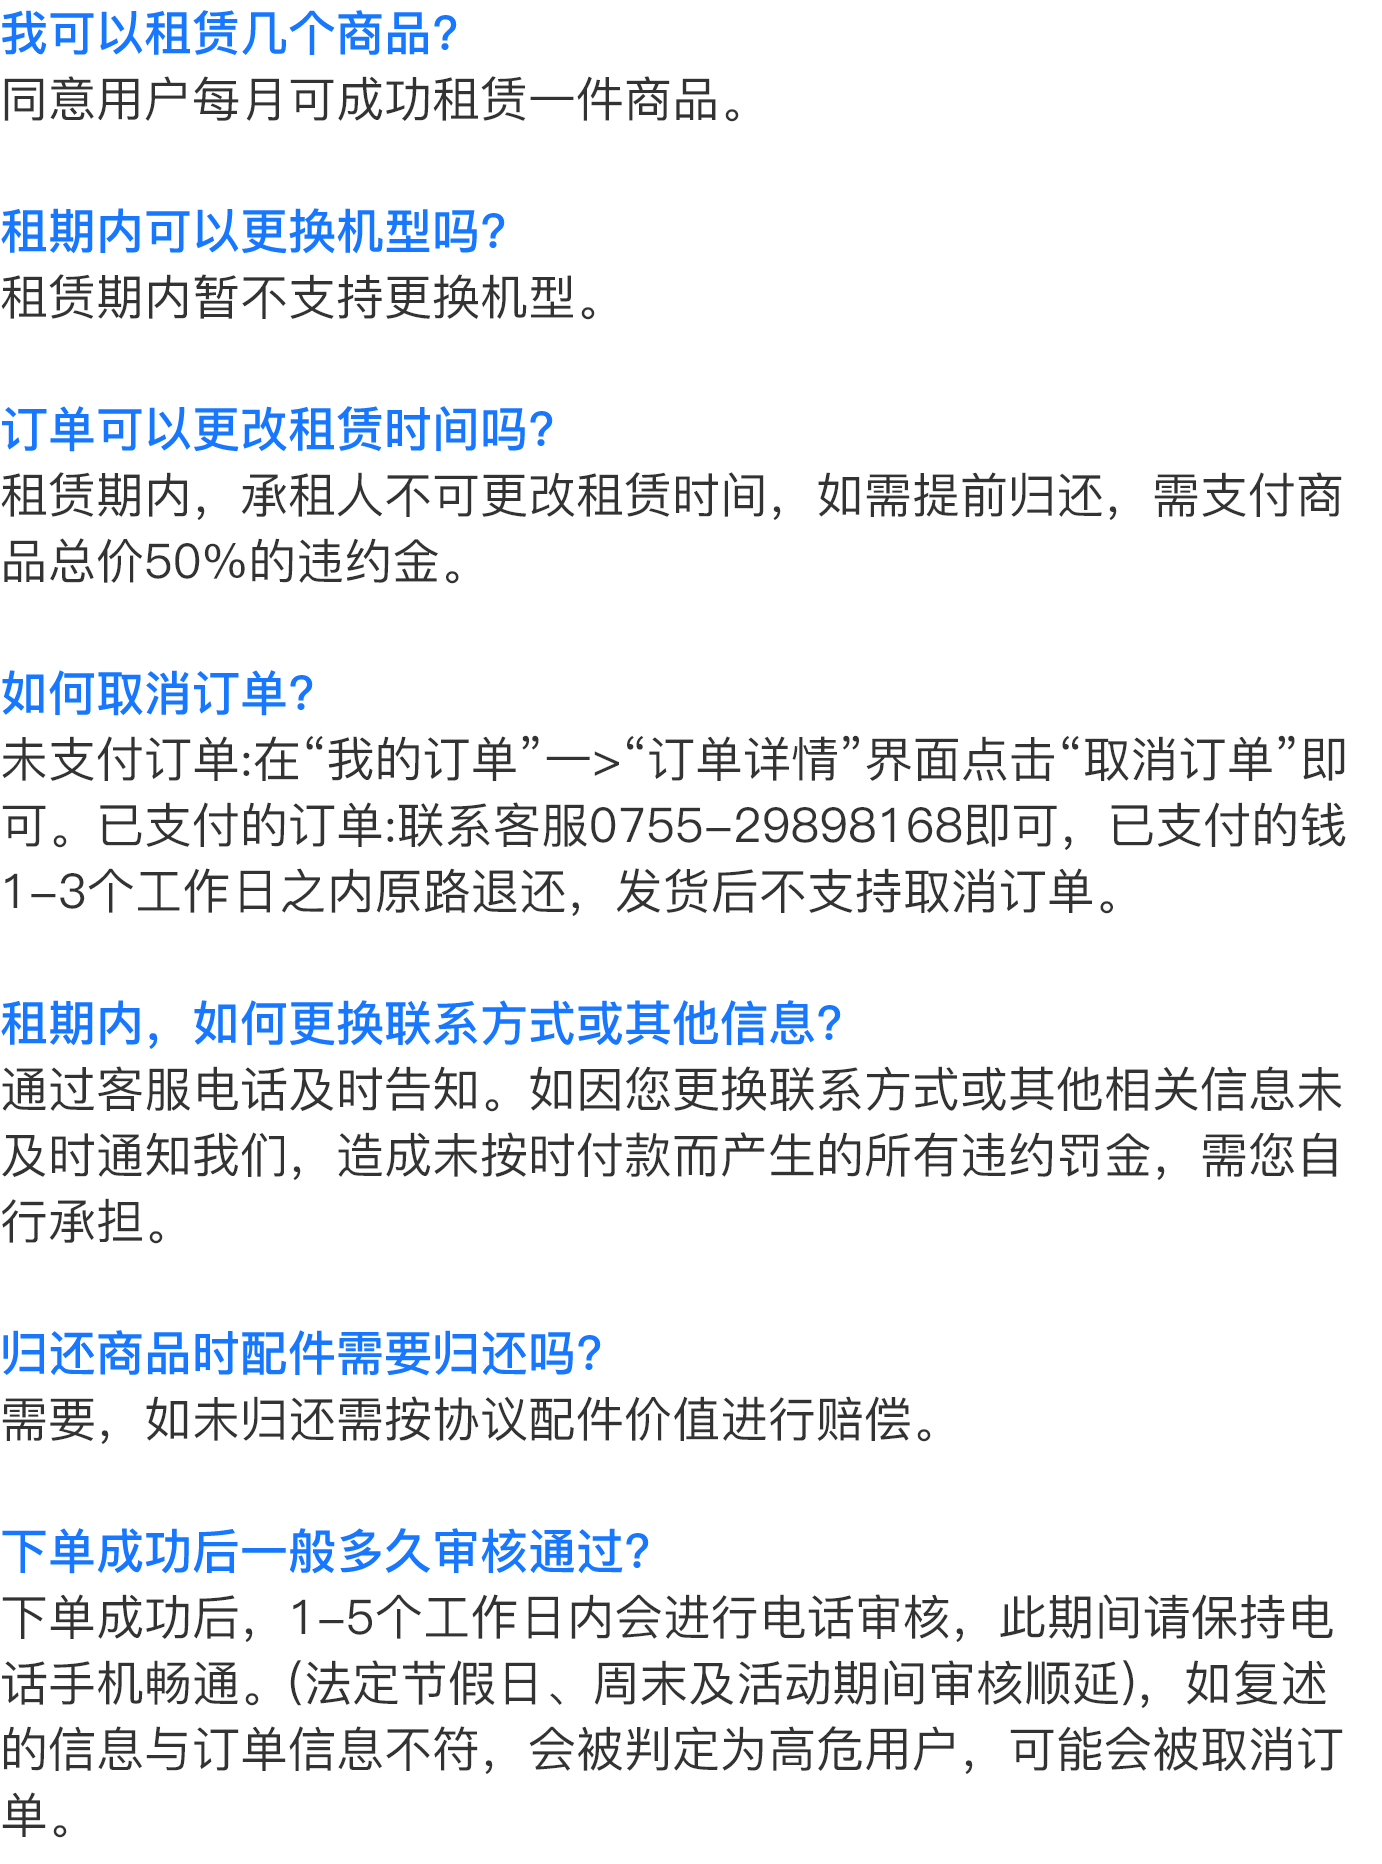 我可以租赁几个商品?
同意用户每月可成功租赁一件商品。
租期内可以更换机型吗?
租赁期内暂不支持更换机型。
订单可以更改租赁时间吗?
租赁期内，承租人不可更改租赁时间，如需提前归还，需支付商
品总价50%的违约金。
如何取消订单?
未支付订单:在“我的订单”一>“订单详情”界面点击“取消订单”即
可。已支付的订单:联系客服0755-29898168即可，已支付的钱
1-3个工作日之内原路退还，发货后不支持取消订单。
租期内，如何更换联系方式或其他信息?
通过客服电话及时告知。如因您更换联系方式或其他相关信息未
及时通知我们，造成未按时付款而产生的所有违约罚金，需您自
行承担。
归还商品时配件需要归还吗?
需要，如未归还需按协议配件价值进行赔偿。
下单成功后一般多久审核通过?
下单成功后，1-5个工作日内会进行电话审核，此期间请保持电
话手机畅通。(法定节假日、周末及活动期间审核顺延)，如复述
的信息与订单信息不符，会被判定为高危用户，可能会被取消订
单。